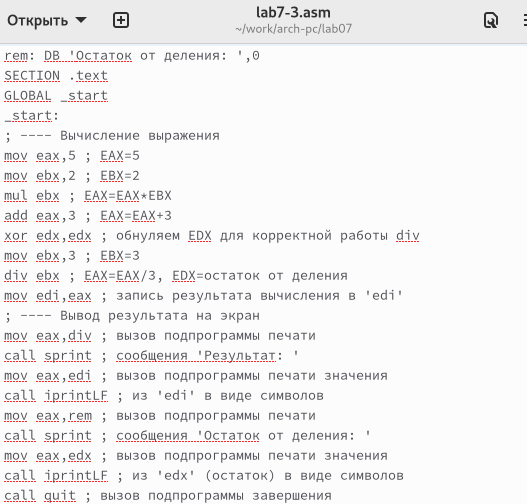 Открыть
lab7-3.asm
~/work/arch-pc/lab07
rem: DB 'Остаток от деления: ',0
SECTION .text
GLOBAL _start
_start:
; ---- Вычисление выражения
mov eax,5 ; EAX=5
mov ebx,2 ; EBX=2
mul ebx ; EAX=EAX*EBX
add eax,3 ; EAX=EAX+3
xor edx,edx ; обнуляем EDX для корректной работы div
mov ebx,3 ; EBX=3
div ebx ; EAX=EAX/3, EDX=остаток от деления
mov edi,eax ; запись результата вычисления в 'edi'
; ---- Вывод результата на экран
mov eax,div ; вызов подпрограммы печати
call sprint ; сообщения 'Результат: '
mov eax,edi ; вызов подпрограммы печати значения
call iprintLF ; из 'edi' в виде символов
mov eax,rem ; вызов подпрограммы печати
call sprint ; сообщения 'Остаток от деления: '
mov eax,edx ; вызов подпрограммы печати значения
call iprintLF ; из 'edx' (остаток) в виде символов
call quit ; вызов подпрограммы завершения